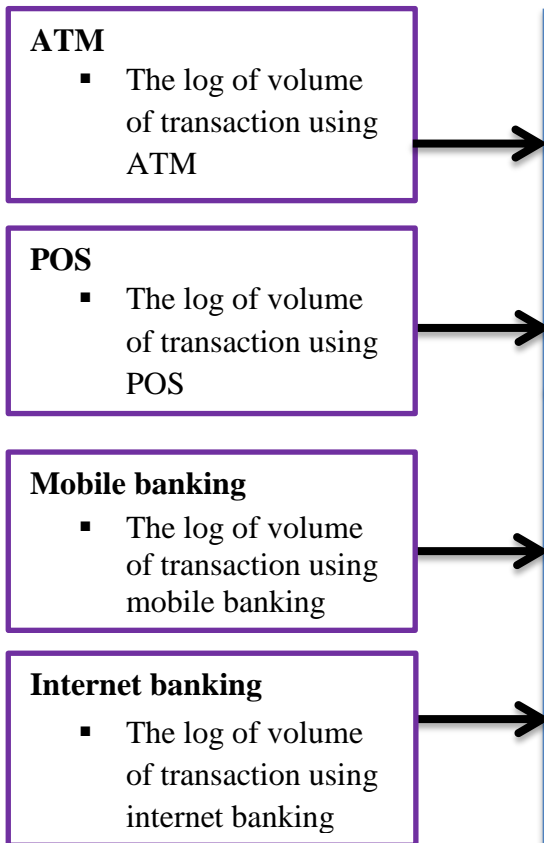 ATM
▪ The log of volume
of transaction using
ATM
POS
▪ The log of volume
of transaction using
POS
Mobile banking
▪ The log of volume
of transaction using
mobile banking
Internet banking
▪ The log of volume
of transaction using
internet banking